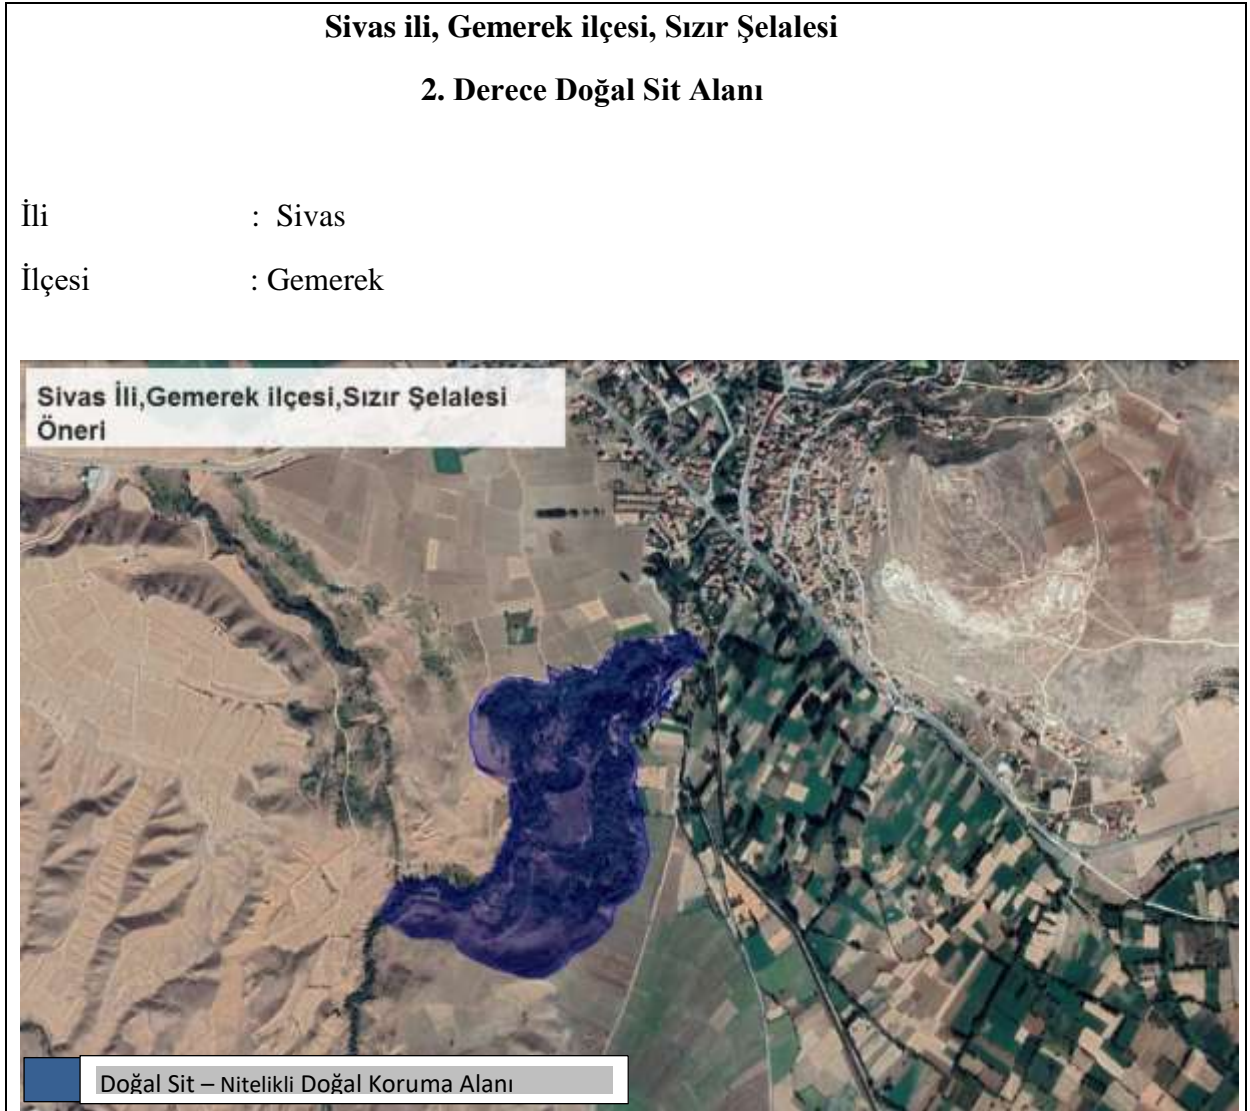 Sivas ili, Gemerek ilçesi, Sızır Şelalesi
2. Derece Doğal Sit Alanı
İli : Sivas
İlçesi : Gemerek
Sivas İli,Gemerek ilçesi,Sızır Şelalesi
Öneri
Doğal Sit – Nitelikli Doğal Koruma Alanı